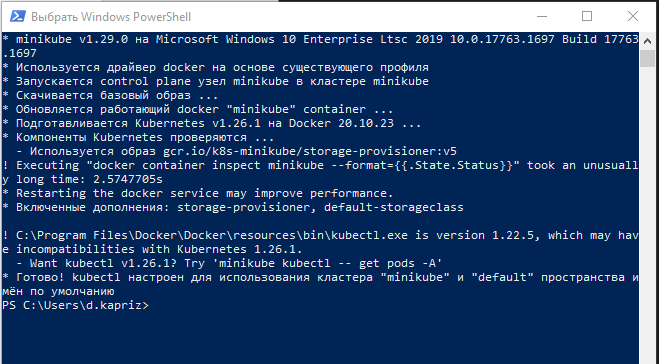 Выбрать Windows PowerShell
* minikube v1.29.0 на Microsoft Windows 10 Enterprise Ltsc 2019 10.0.17763.1697 Build 17763
.1697
* Используется драйвер docker на основе существующего профиля
* Запускается control plane узел minikube в кластере minikube
* Скачивается базовый образ ...
* Обновляется работающий docker "minikube" container ...
* Подготавливается Kubernetes v1.26.1 на Docker 20.10.23 ...
* Компоненты Kubernetes проверяются ...
  - Используется образ gcr.io/k8s-minikube/storage-provisioner:v5
! Executing "docker container inspect minikube --format={{.State.Status}}" took an unusuall
y long time: 2.5747705s
* Restarting the docker service may improve performance.
* Включенные дополнения: storage-provisioner, default-storageclass

! C:\Program Files\Docker\Docker\resources\bin\kubectl.exe is version 1.22.5, which may hav
e incompatibilities with Kubernetes 1.26.1.
  - Want kubectl v1.26.1? Try 'minikube kubectl -- get pods -A'
* Готово! kubectl настроен для использования кластера "minikube" и "default" пространства и
мён по умолчанию
PS C:\Users\d.kapriz>